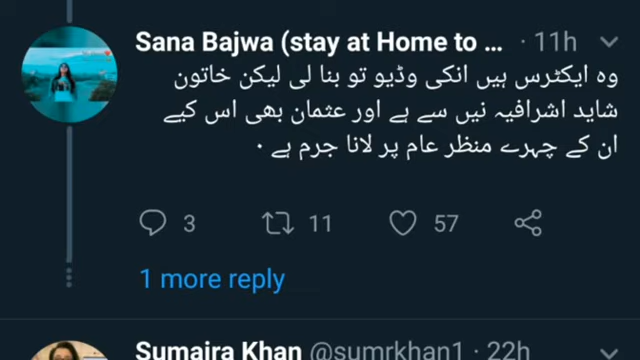 Sana Bajwa (stay at Home to ... · 11h
وہ ایکٹرس ہیں انکی وڈیو تو بنا لی لیکن خاتون
شاید اشرافیہ نیں سے ہے اور عثمان بھی اس کیے
ان کے چہرے منظر عام پر لانا جرم ہے ۰
3 11 57
1 more reply
Sumaira Khan @sumrkhan1 · 22h